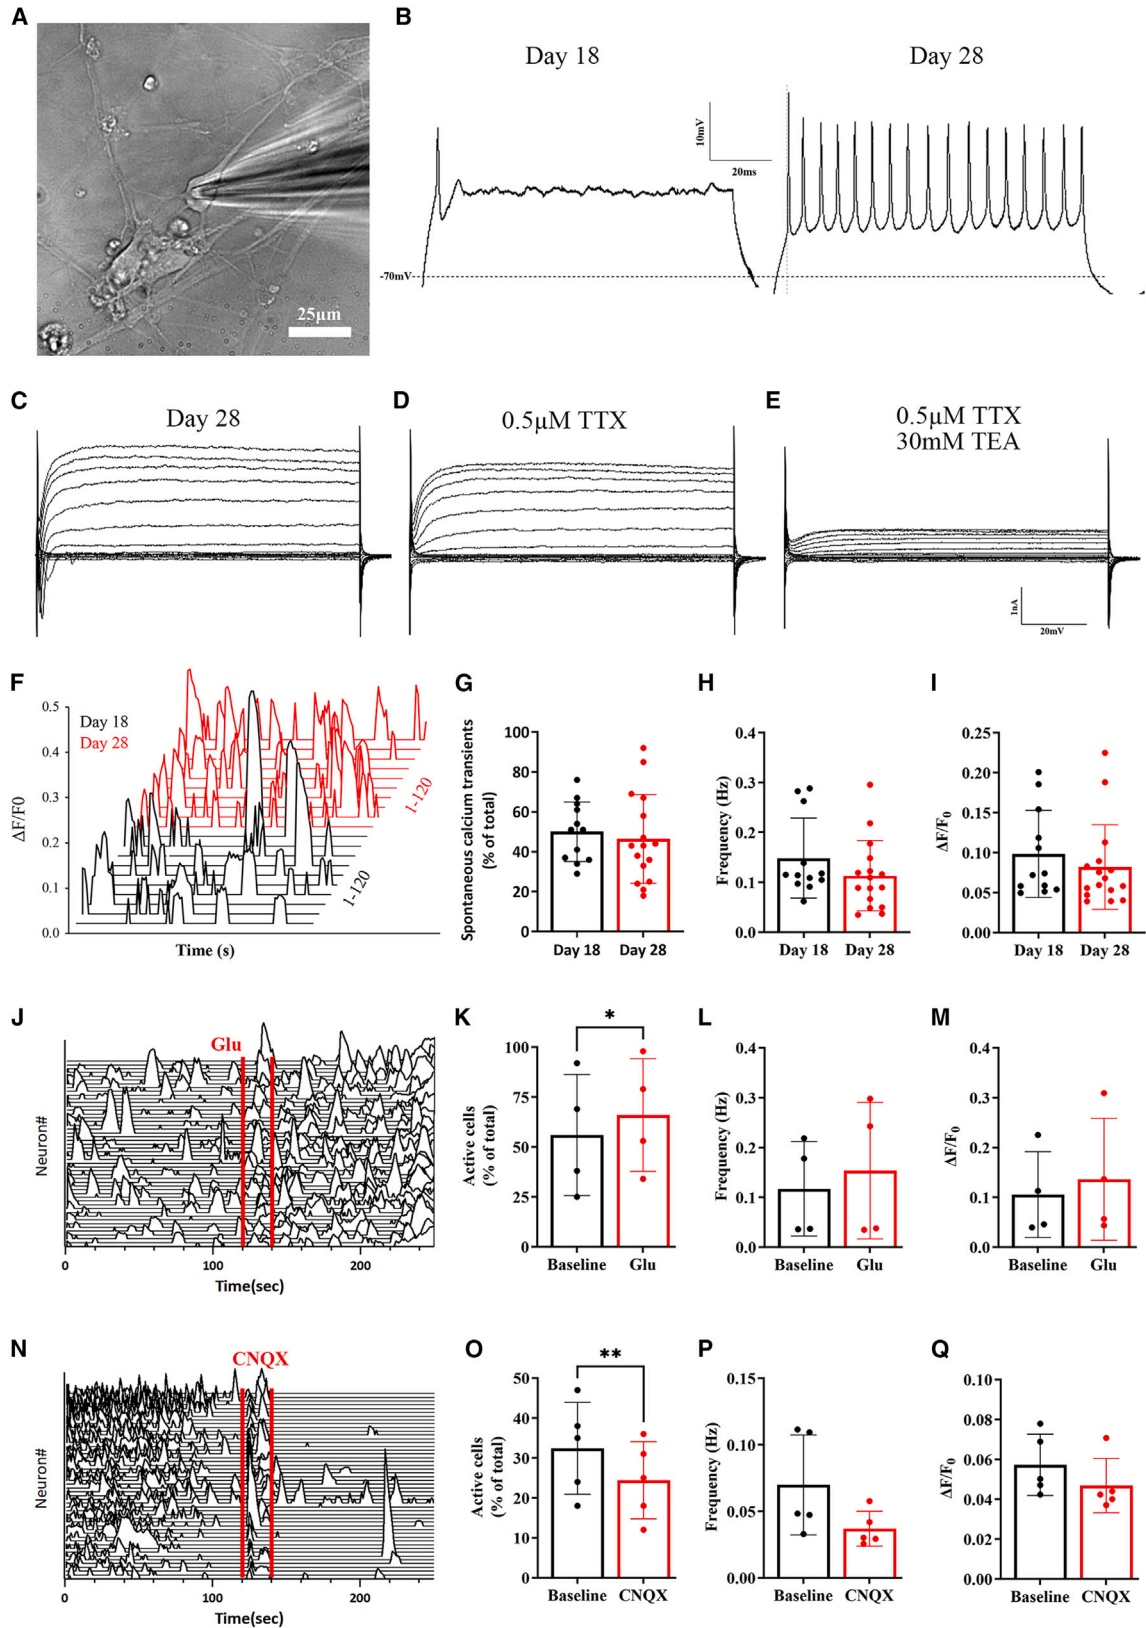 A
25μm
B
Day 18
Day 28
10mV
20ms
-70mV
C
Day 28
D
0.5μM TTX
E
0.5μM TTX
30mM TEA
1nA
20mV
F
ΔF/F0
0.5
0.4
0.3
0.2
0.1
0.0
Day 18
Day 28
1-120
1-120
Time (s)
G
Spontaneous calcium transients
(% of total)
100
80
60
40
20
0
Day 18
Day 28
H
Frequency (Hz)
0.4
0.3
0.2
0.1
0.0
Day 18
Day 28
I
ΔF/F0
0.25
0.20
0.15
0.10
0.05
0.00
Day 18
Day 28
J
Neuron#
Glu
0
100
200
Time(sec)
K
Active cells
(% of total)
100
75
50
25
0
*
Baseline
Glu
L
Frequency (Hz)
0.4
0.3
0.2
0.1
0.0
Baseline
Glu
M
ΔF/F0
0.4
0.3
0.2
0.1
0.0
Baseline
Glu
N
Neuron#
CNQX
0
100
200
Time(sec)
O
Active cells
(% of total)
50
40
30
20
10
0
**
Baseline
CNQX
P
Frequency (Hz)
0.15
0.10
0.05
0.00
Baseline
CNQX
Q
ΔF/F0
0.10
0.08
0.06
0.04
0.02
0.00
Baseline
CNQX